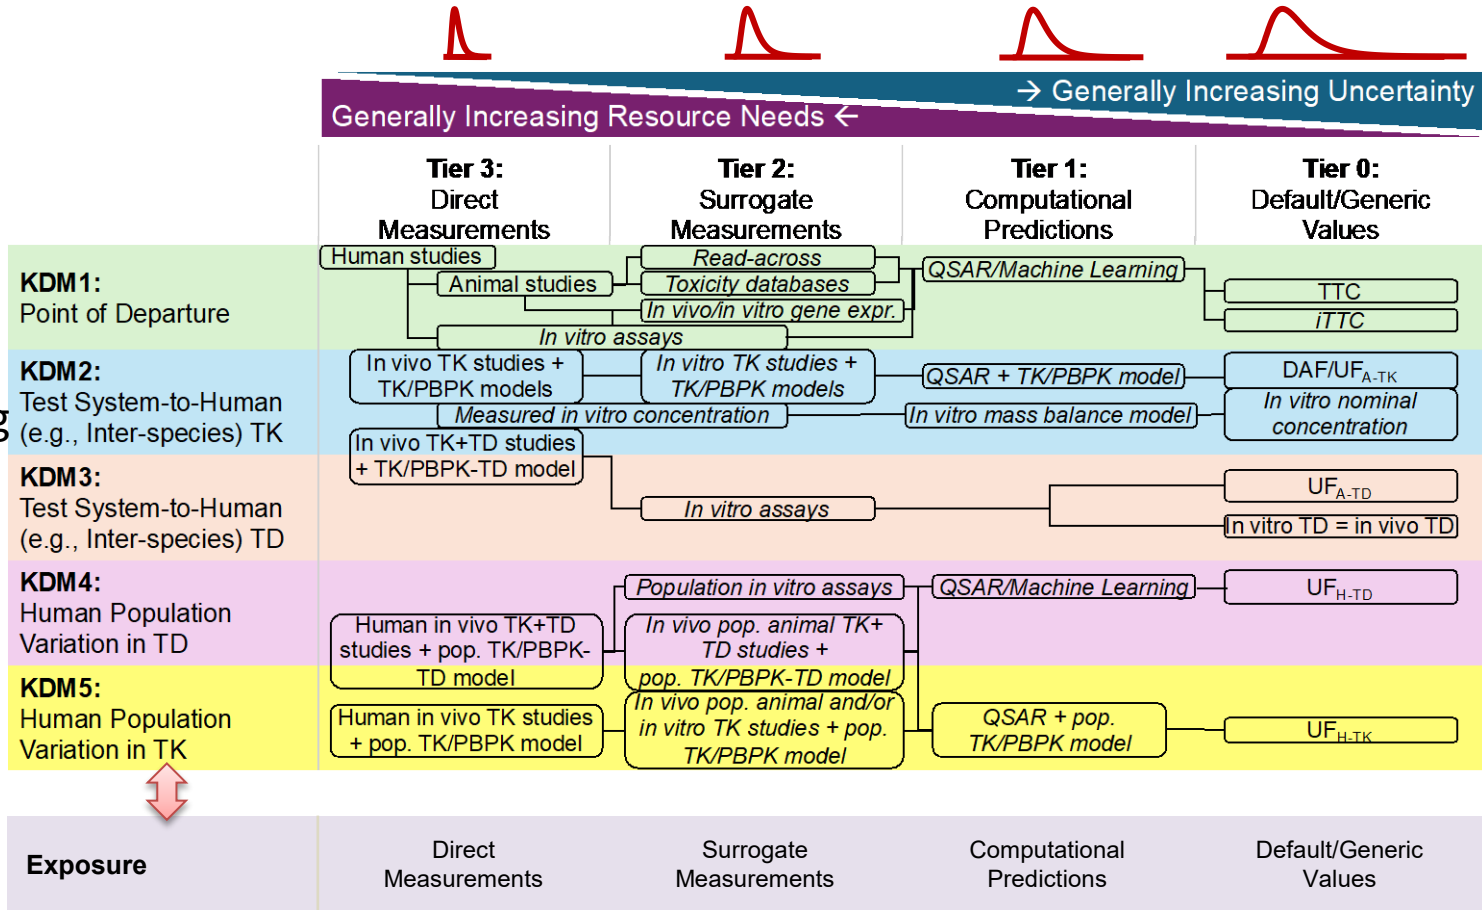 → Generally Increasing Uncertainty
Generally Increasing Resource Needs ←
Tier 3:
Direct
Measurements
Tier 2:
Surrogate
Measurements
Tier 1:
Computational
Predictions
Tier 0:
Default/Generic
Values
KDM1:
Point of Departure
Human studies
Animal studies
In vitro assays
Read-across
Toxicity databases
In vivo/in vitro gene expr.
QSAR/Machine Learning
TTC
iTTC
g
KDM2:
Test System-to-Human
(e.g., Inter-species) TK
In vivo TK studies +
TK/PBPK models
In vitro TK studies +
TK/PBPK models
QSAR + TK/PBPK model
DAF/UFA-TK
Measured in vitro concentration
In vitro mass balance model
In vitro nominal
concentration
KDM3:
Test System-to-Human
(e.g., Inter-species) TD
In vivo TK+TD studies
+ TK/PBPK-TD model
In vitro assays
UFA-TD
In vitro TD = in vivo TD
KDM4:
Human Population
Variation in TD
Human in vivo TK+TD
studies + pop. TK/PBPK-
TD model
Population in vitro assays
In vivo pop. animal TK+
TD studies +
pop. TK/PBPK-TD model
QSAR/Machine Learning
UFH-TD
KDM5:
Human Population
Variation in TK
Human in vivo TK studies
+ pop. TK/PBPK model
In vivo pop. animal and/or
in vitro TK studies + pop.
TK/PBPK model
QSAR + pop.
TK/PBPK model
UFH-TK
Exposure
Direct
Measurements
Surrogate
Measurements
Computational
Predictions
Default/Generic
Values